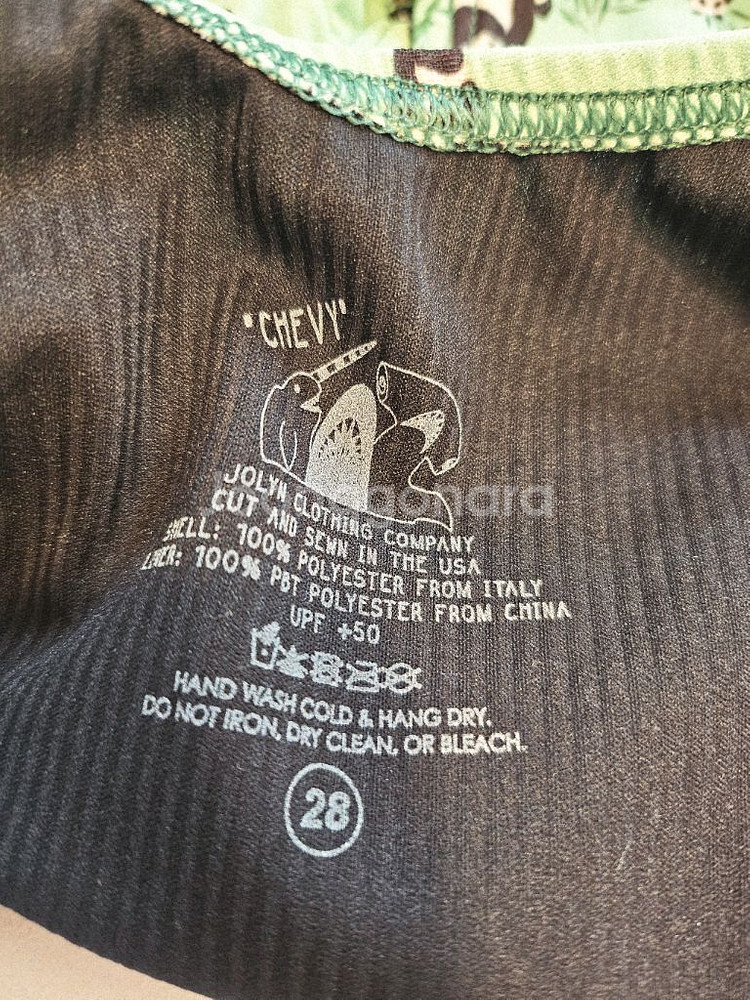 "CHEVY"
JOLYN CLOTHING COMPANY
CUT AND SEWN IN THE USA
SHELL: 100% POLYESTER FROM ITALY
LINER: 100% PBT POLYESTER FROM CHINA
UPF +50
HAND WASH COLD & HANG DRY.
DO NOT IRON, DRY CLEAN, OR BLEACH.
28